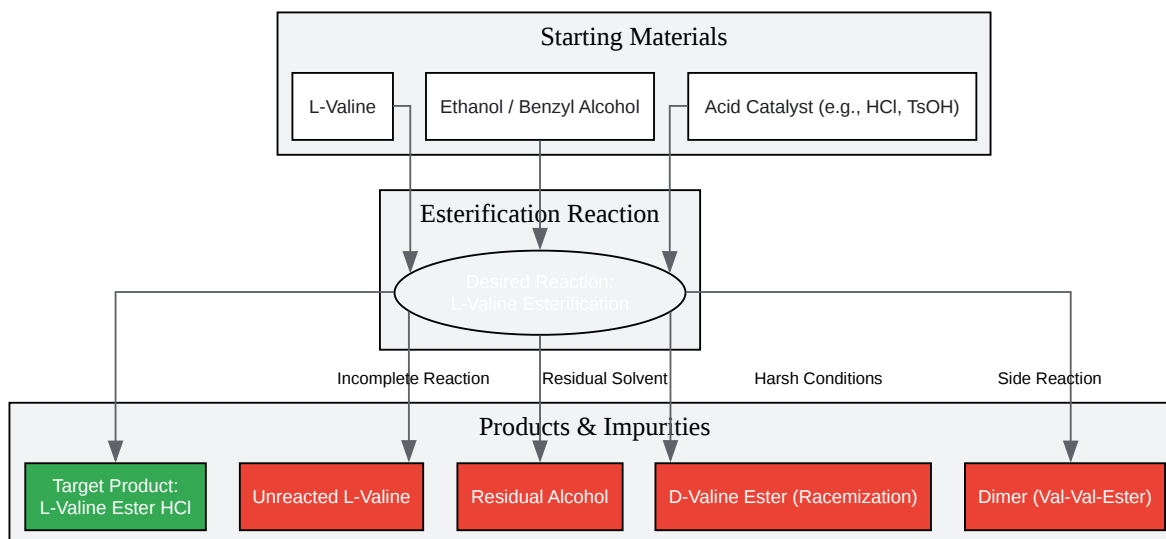 Starting Materials
L-Valine
Ethanol / Benzyl Alcohol
Acid Catalyst (e.g., HCl, TsOH)
Esterification Reaction
Desired Reaction:
L-Valine Esterification
Incomplete Reaction
Residual Solvent
Harsh Conditions
Side Reaction
Products & Impurities
Target Product:
L-Valine Ester HCl
Unreacted L-Valine
Residual Alcohol
D-Valine Ester (Racemization)
Dimer (Val-Val-Ester)